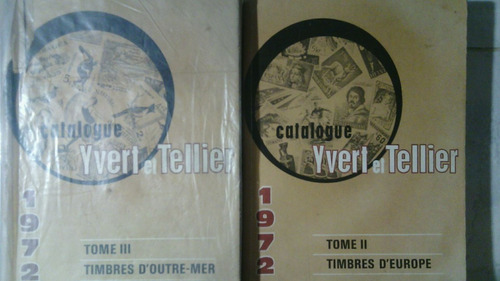 catalogue
Yvert et Tellier
1972
TOME III
TIMBRES D'OUTRE-MER
catalogue
Yvert et Tellier
1972
TOME II
TIMBRES D'EUROPE